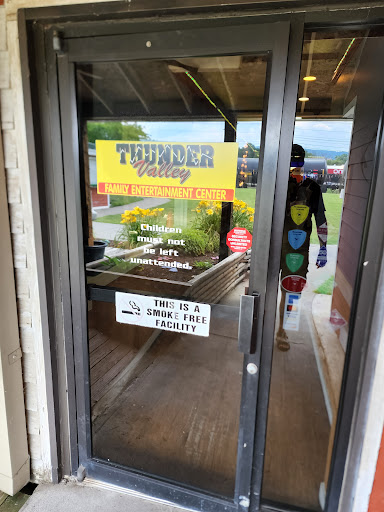 THUNDER
Valley
FAMILY ENTERTAINMENT CENTER
Children
must not
be left
unattended.
THIS IS A
SMOKE FREE
FACILITY